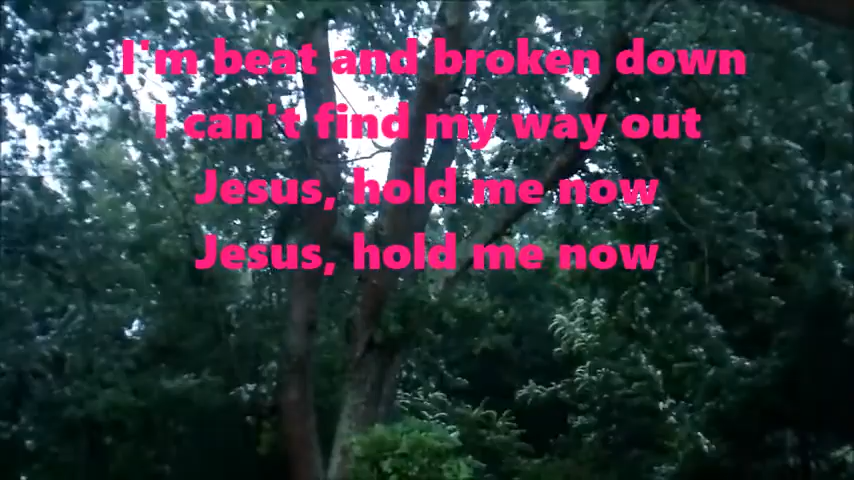 I'm beat and broken down
I can't find my way out
Jesus, hold me now
Jesus, hold me now